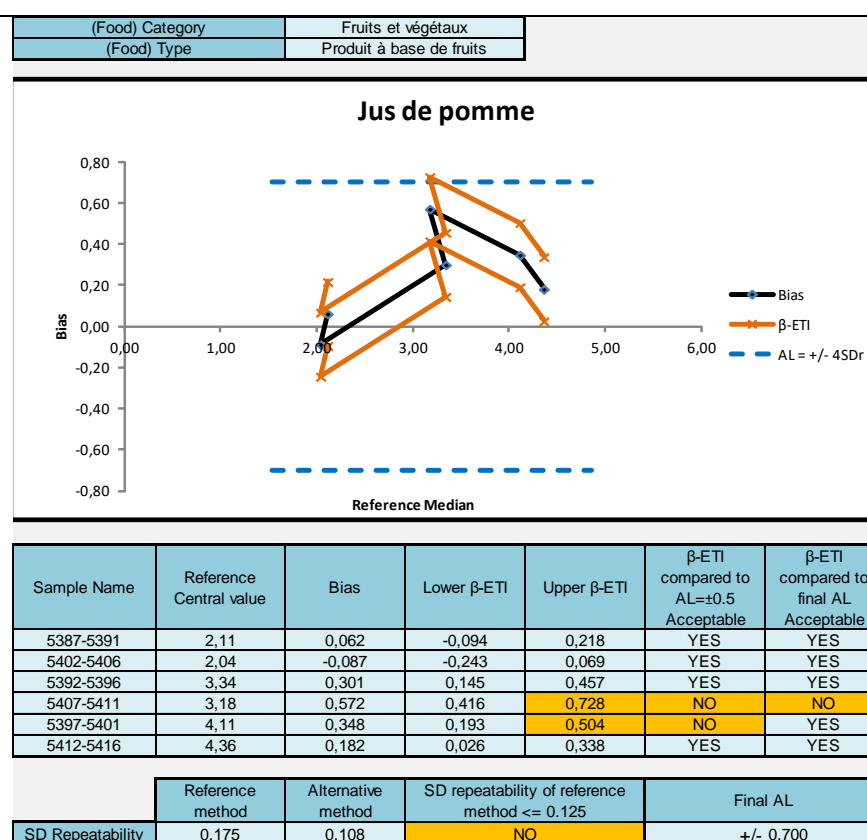 (Food) Category Fruits et végétaux
(Food) Type Produit à base de fruits
Jus de pomme
0,80
0,60
0,40
0,20
0,00
-0,20
-0,40
-0,60
-0,80
Bias
0,00 1,00 2,00 3,00 4,00 5,00 6,00
Reference Median
Bias
β-ETI
AL = +/- 4SDr
Sample Name Reference Central value Bias Lower β-ETI Upper β-ETI β-ETI compared to AL=±0.5 Acceptable β-ETI compared to final AL Acceptable
5387-5391 2,11 0,062 -0,094 0,218 YES YES
5402-5406 2,04 -0,087 -0,243 0,069 YES YES
5392-5396 3,34 0,301 0,145 0,457 YES YES
5407-5411 3,18 0,572 0,416 0,728 NO NO
5397-5401 4,11 0,348 0,193 0,504 NO YES
5412-5416 4,36 0,182 0,026 0,338 YES YES
Reference method Alternative method SD repeatability of reference method <= 0.125 Final AL
SD Repeatability 0,175 0,108 NO +/- 0,700